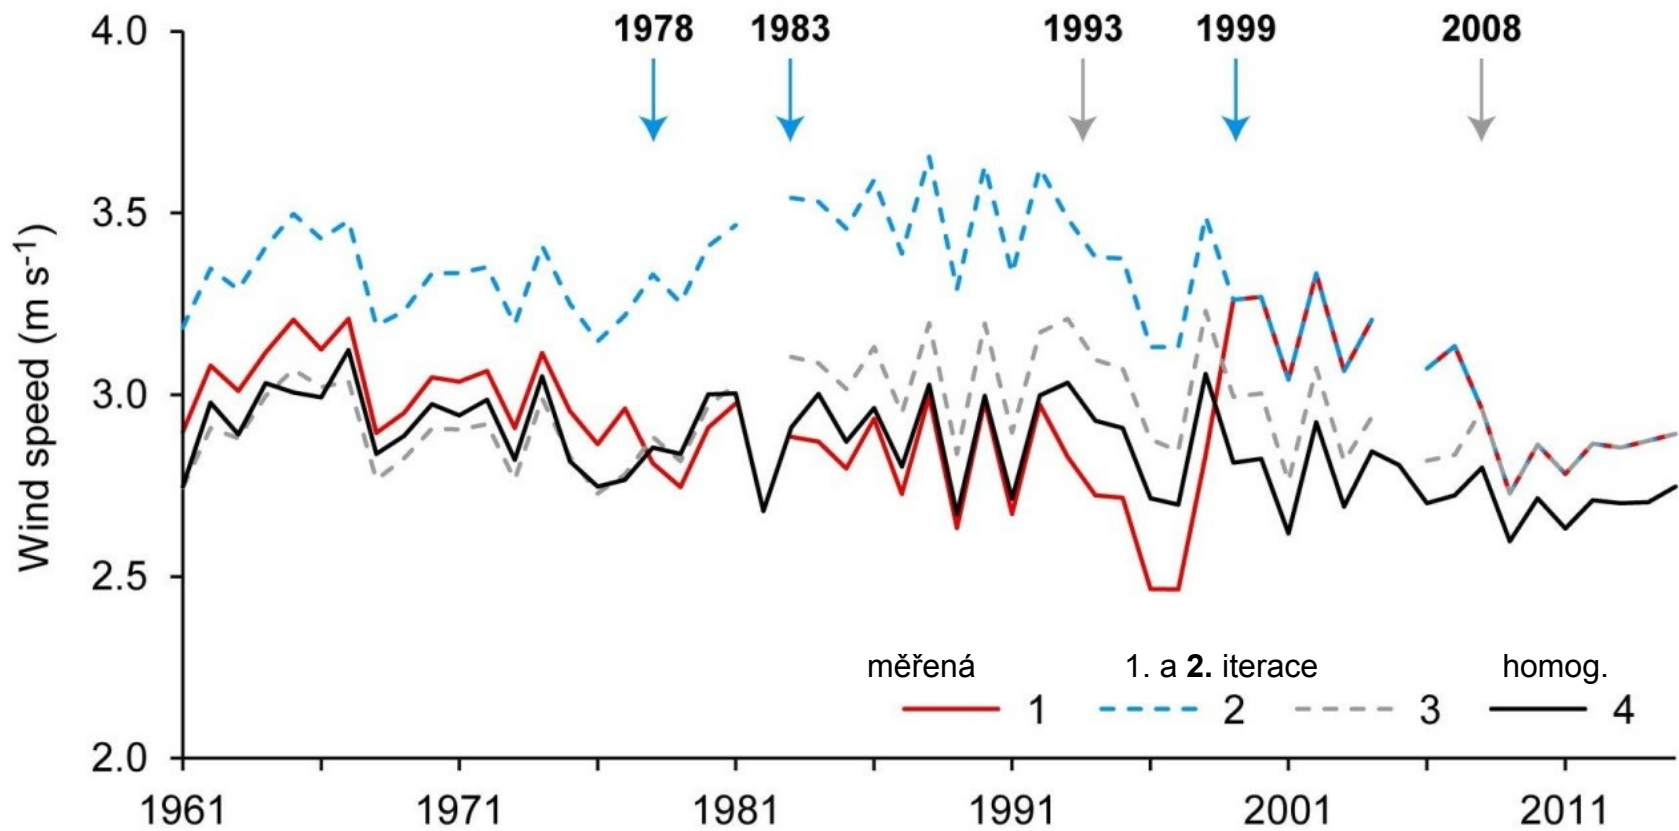 1978 1983 1993 1999 2008
4.0
3.5
3.0
2.5
2.0
Wind speed (m s-1)
měřená 1. a 2. iterace homog.
1 2 3 4
1961 1971 1981 1991 2001 2011